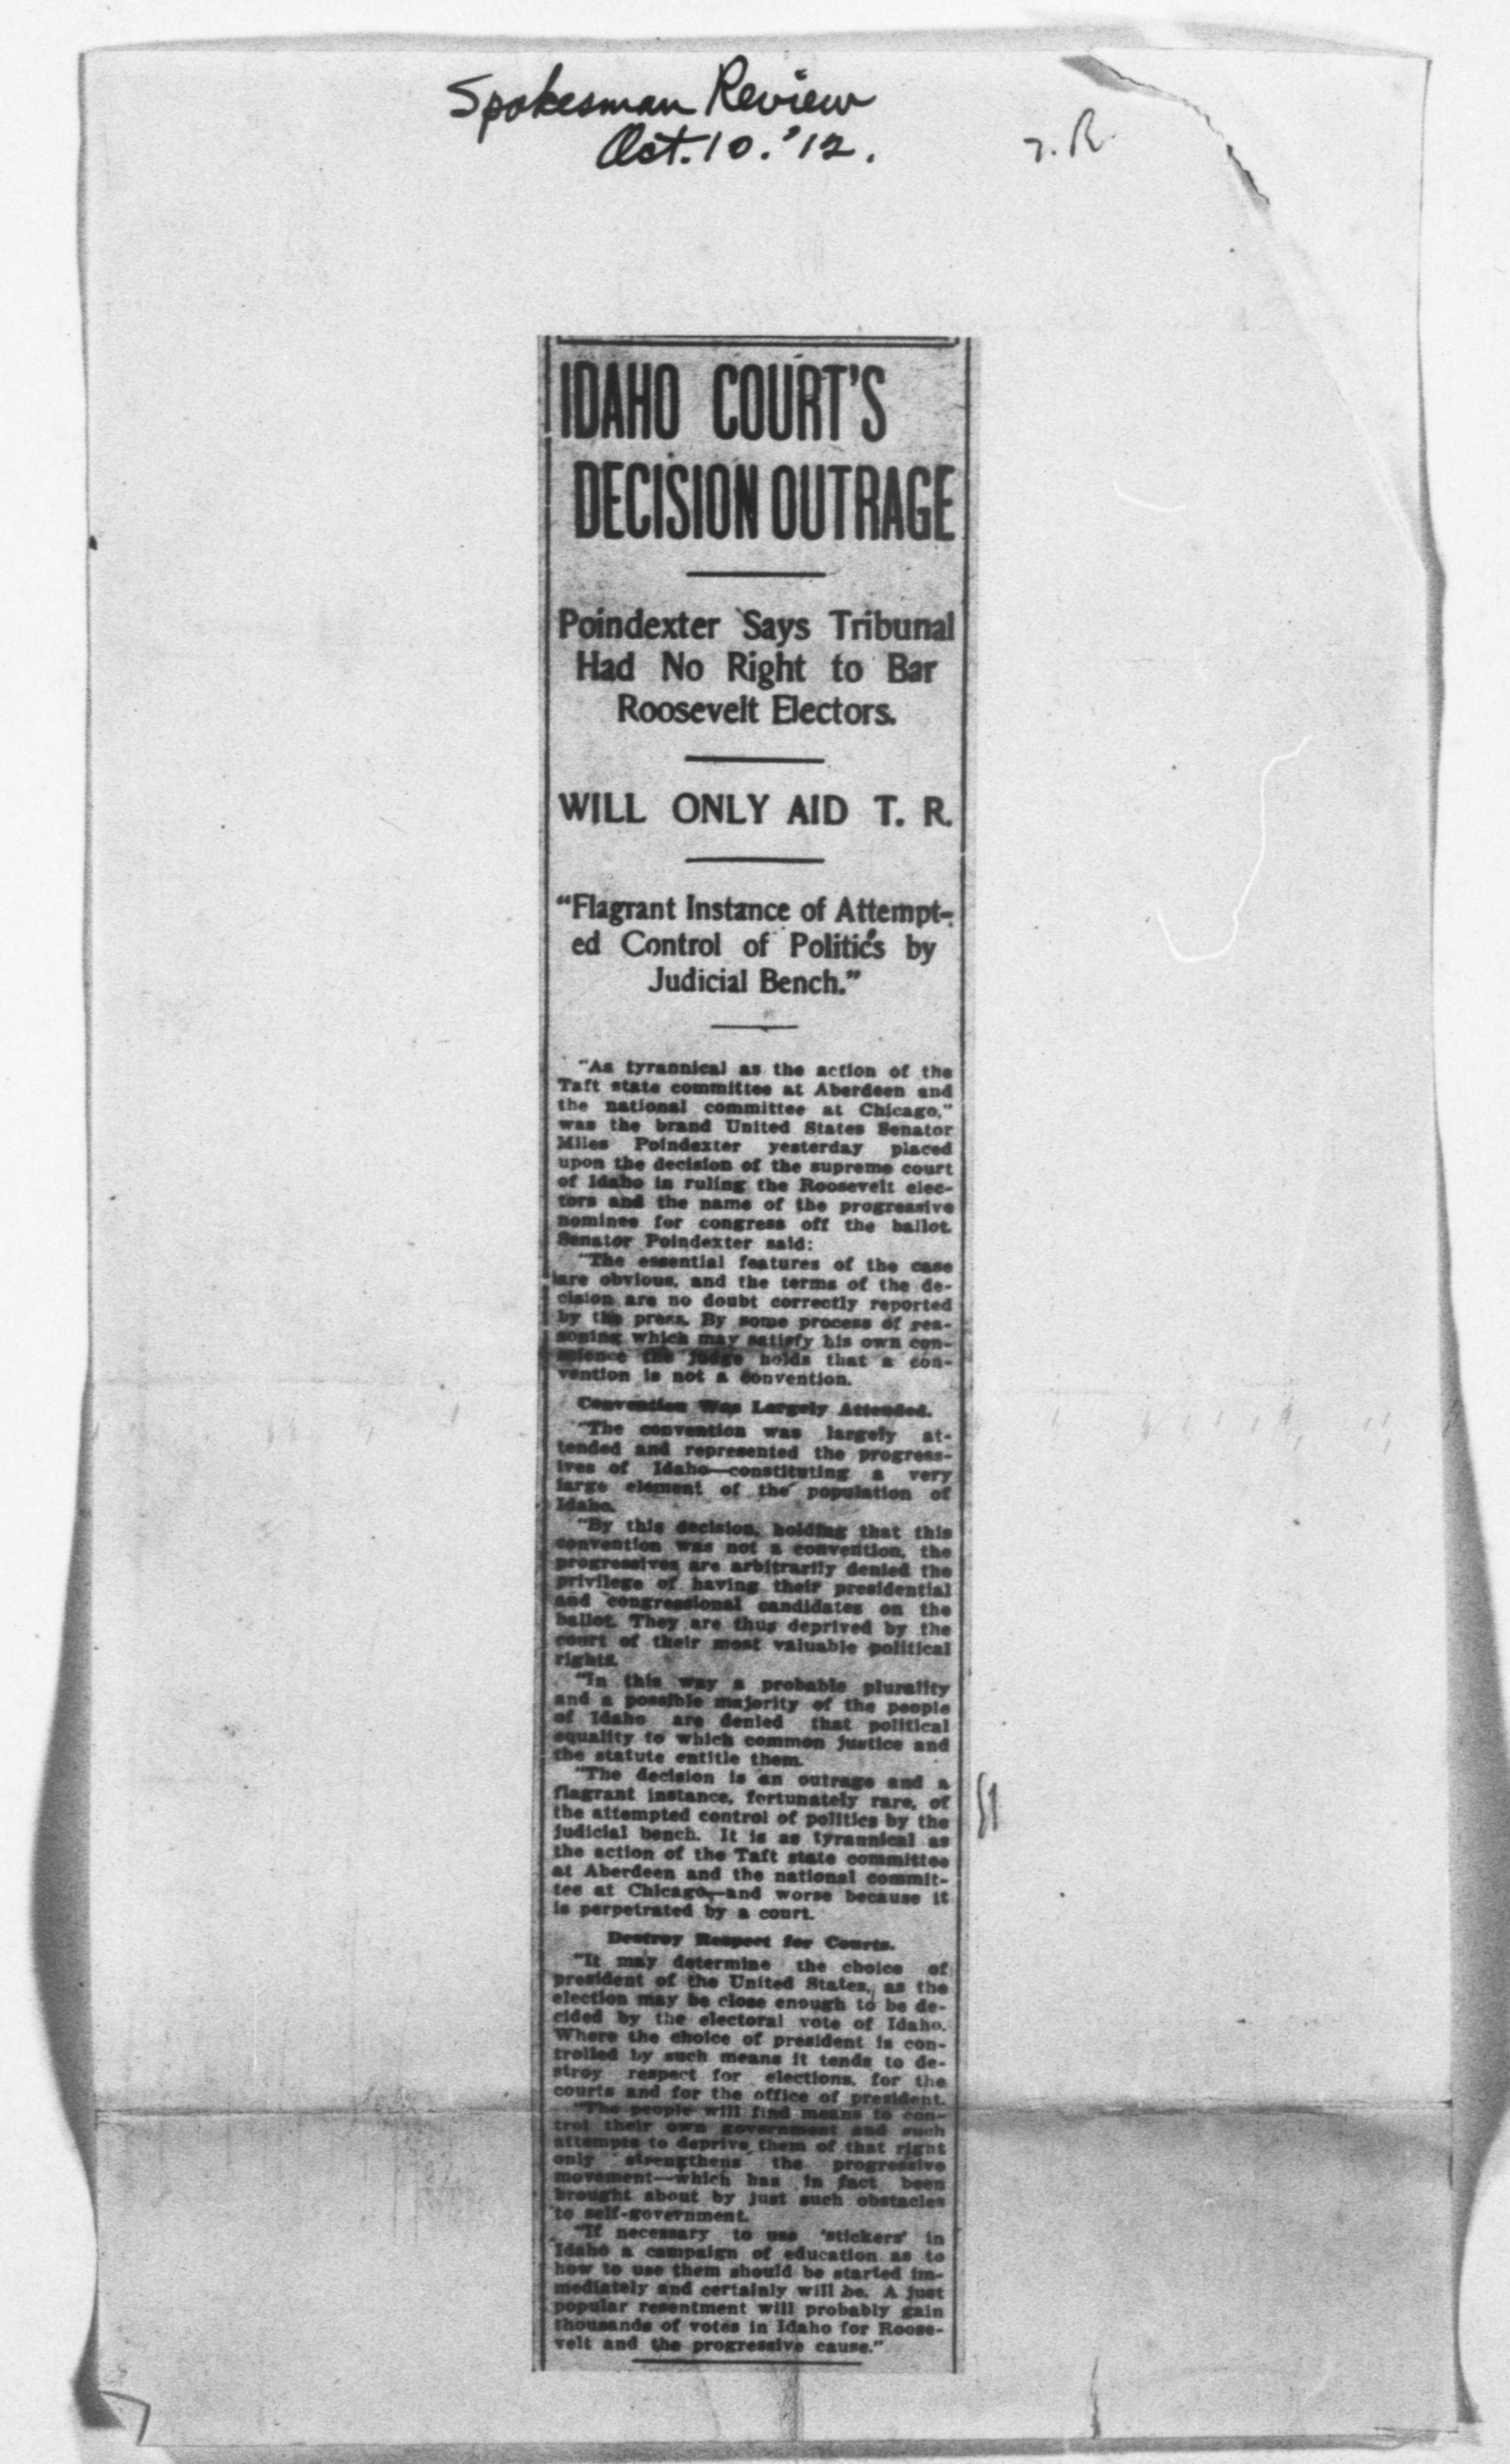 Spokesman Review
Oct. 10. '12.
T. R.
IDAHO COURT'S
DECISION OUTRAGE
Poindexter Says Tribunal
Had No Right to Bar
Roosevelt Electors.
WILL ONLY AID T. R.
"Flagrant Instance of Attempt-
ed Control of Politics by
Judicial Bench."
"As tyrannical as the action of the
Taft state committee at Aberdeen and
the national committee at Chicago,"
was the brand United States Senator
Miles Poindexter yesterday placed
upon the decision of the supreme court
of Idaho in ruling the Roosevelt elec-
tors and the name of the progressive
nominee for congress off the ballot.
Senator Poindexter said:
"The essential features of the case
are obvious, and the terms of the de-
cision are no doubt correctly reported
by the press. By some process of rea-
soning which may satisfy his own con-
science the judge holds that a con-
vention is not a convention.
Convention Was Largely Attended.
"The convention was largely at-
tended and represented the progress-
ives of Idaho—constituting a very
large element of the population of
Idaho.
"By this decision, holding that this
convention was not a convention, the
progressives are arbitrarily denied the
privilege of having their presidential
and congressional candidates on the
ballot. They are thus deprived by the
court of their most valuable political
rights.
"In this way a probable plurality
and a possible majority of the people
of Idaho are denied that political
equality to which common justice and
the statute entitle them.
"The decision is an outrage and a
flagrant instance, fortunately rare, of
the attempted control of politics by the
judicial bench. It is as tyrannical as
the action of the Taft state committee
at Aberdeen and the national commit-
tee at Chicago,—and worse because it
is perpetrated by a court.
Destroy Respect for Courts.
"It may determine the choice of
president of the United States, as the
election may be close enough to be de-
cided by the electoral vote of Idaho.
Where the choice of president is con-
trolled by such means it tends to de-
stroy respect for elections, for the
courts and for the office of president.
"The people will find means to con-
trol their own government and such
attempts to deprive them of that right
only strengthens the progressive
movement—which has in fact been
brought about by just such obstacles
to self-government.
"If necessary to use 'stickers' in
Idaho a campaign of education as to
how to use them should be started im-
mediately and certainly will be. A just
popular resentment will probably gain
thousands of votes in Idaho for Roose-
velt and the progressive cause."